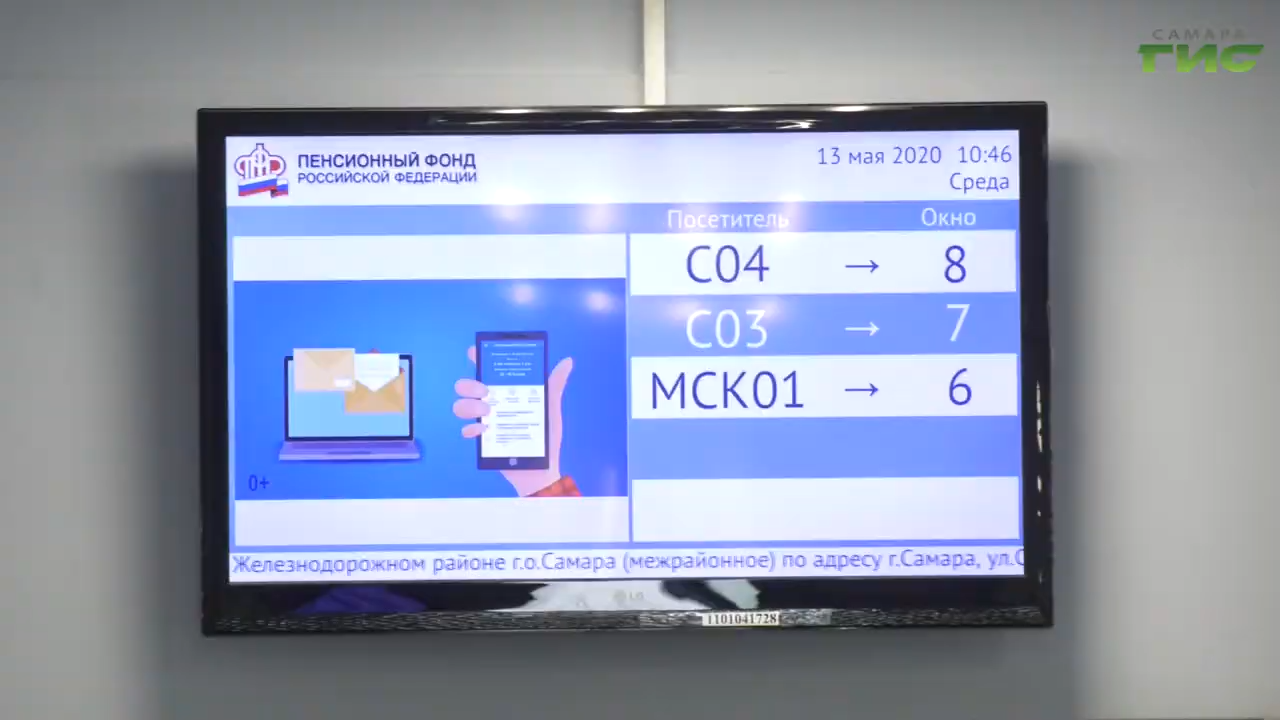 САМАРА
ГИС
ПЕНСИОННЫЙ ФОНД
РОССИЙСКОЙ ФЕДЕРАЦИИ
13 мая 2020 10:46
Среда
Посетитель Окно
С04 → 8
С03 → 7
МСК01 → 6
0+
Железнодорожном районе г.о.Самара (межрайонное) по адресу г.Самара, ул.С
LG
1101041728